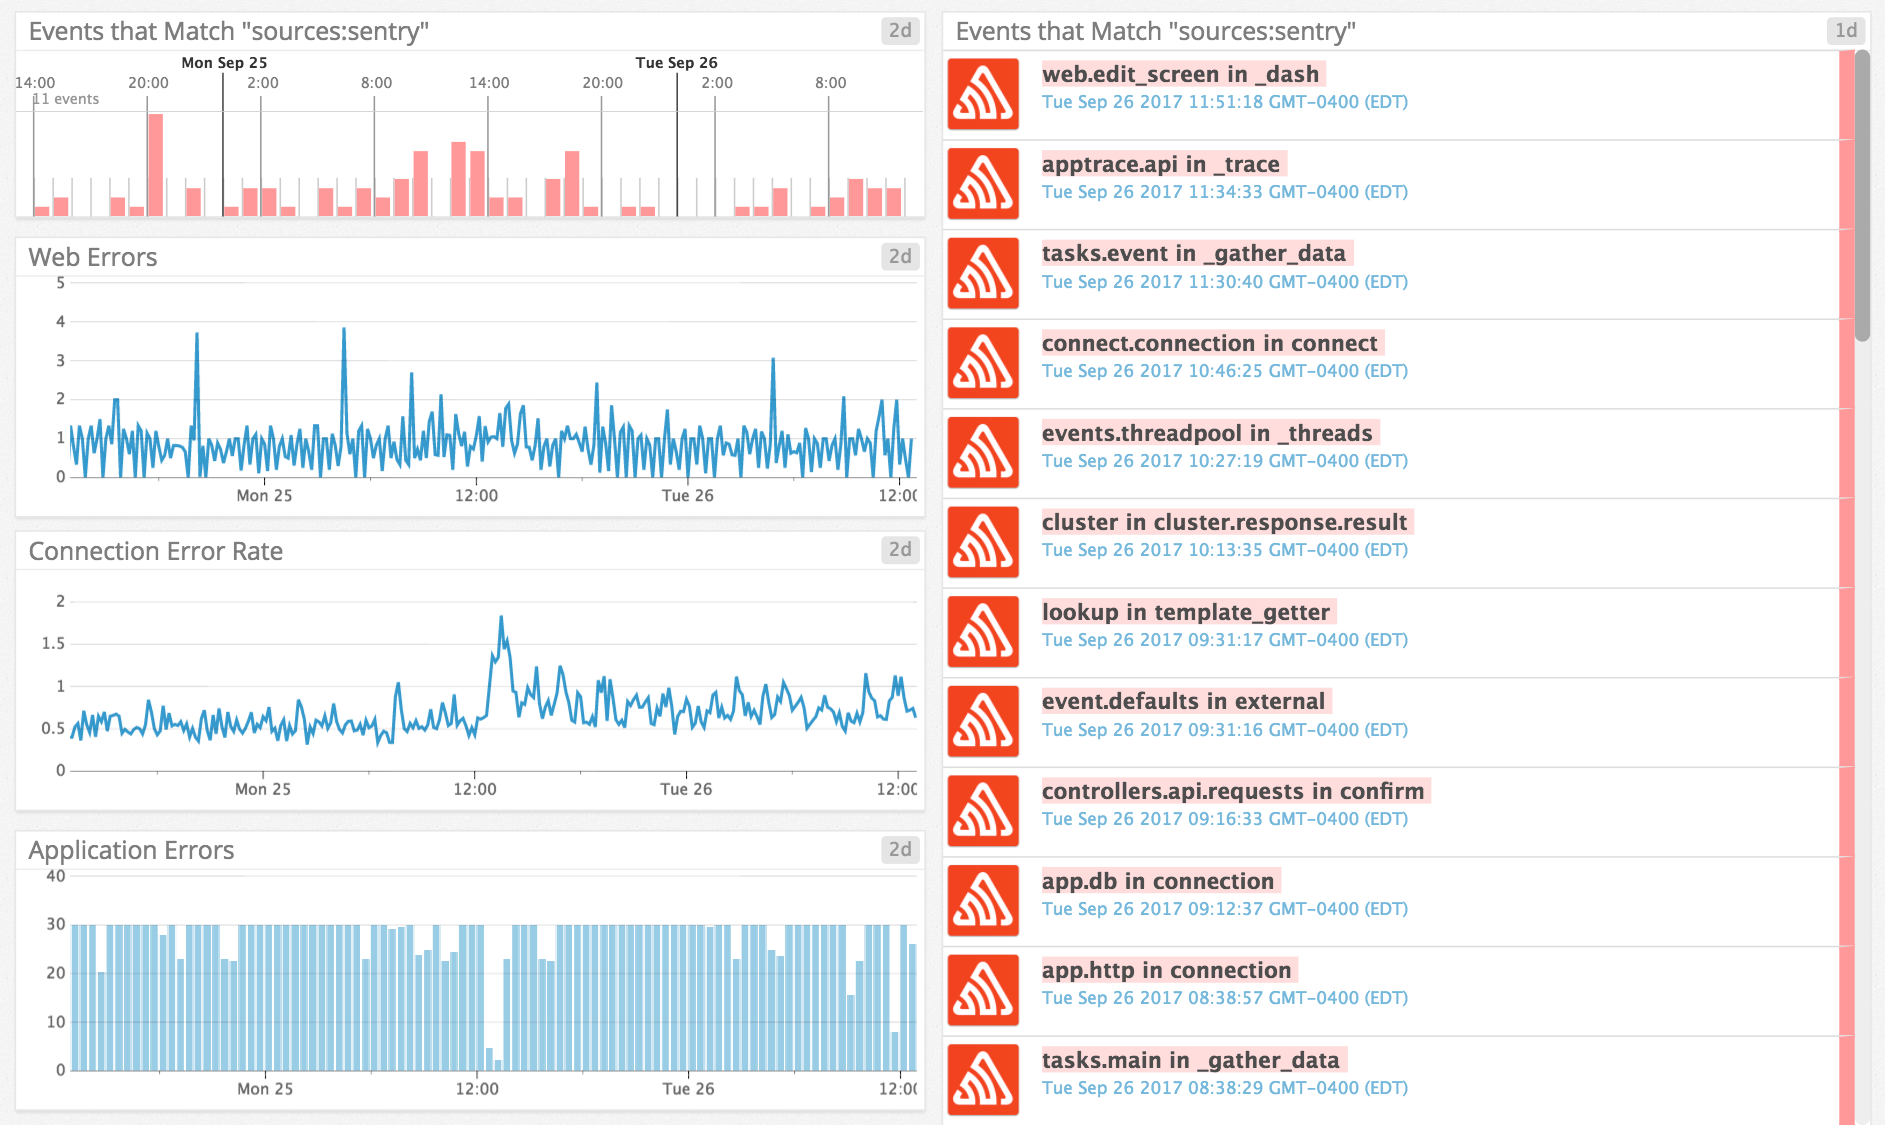 Events that Match "sources:sentry"
2d
Mon Sep 25
Tue Sep 26
14:00
20:00
2:00
8:00
14:00
20:00
2:00
8:00
11 events
Web Errors
2d
5
4
3
2
1
0
Mon 25
12:00
Tue 26
12:00
Connection Error Rate
2d
2
1.5
1
0.5
0
Mon 25
12:00
Tue 26
12:00
Application Errors
2d
40
30
20
10
0
Mon 25
12:00
Tue 26
12:00
Events that Match "sources:sentry"
1d
web.edit_screen in _dash
Tue Sep 26 2017 11:51:18 GMT-0400 (EDT)
apptrace.api in _trace
Tue Sep 26 2017 11:34:33 GMT-0400 (EDT)
tasks.event in _gather_data
Tue Sep 26 2017 11:30:40 GMT-0400 (EDT)
connect.connection in connect
Tue Sep 26 2017 10:46:25 GMT-0400 (EDT)
events.threadpool in _threads
Tue Sep 26 2017 10:27:19 GMT-0400 (EDT)
cluster in cluster.response.result
Tue Sep 26 2017 10:13:35 GMT-0400 (EDT)
lookup in template_getter
Tue Sep 26 2017 09:31:17 GMT-0400 (EDT)
event.defaults in external
Tue Sep 26 2017 09:31:16 GMT-0400 (EDT)
controllers.api.requests in confirm
Tue Sep 26 2017 09:16:33 GMT-0400 (EDT)
app.db in connection
Tue Sep 26 2017 09:12:37 GMT-0400 (EDT)
app.http in connection
Tue Sep 26 2017 08:38:57 GMT-0400 (EDT)
tasks.main in _gather_data
Tue Sep 26 2017 08:38:29 GMT-0400 (EDT)